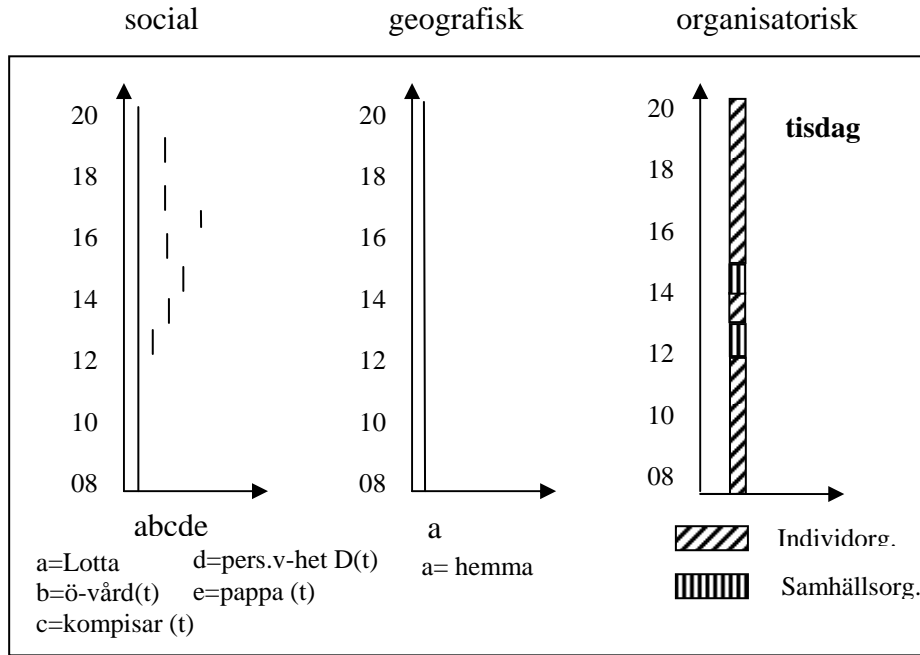 social geografisk organisatorisk
tisdag
20
18
16
14
12
10
08
abcde
a=Lotta d=pers.v-het D(t)
b=ö-vård(t) e=pappa (t)
c=kompisar (t)
20
18
16
14
12
10
08
a
a= hemma
20
18
16
14
12
10
08
Individorg.
Samhällsorg.